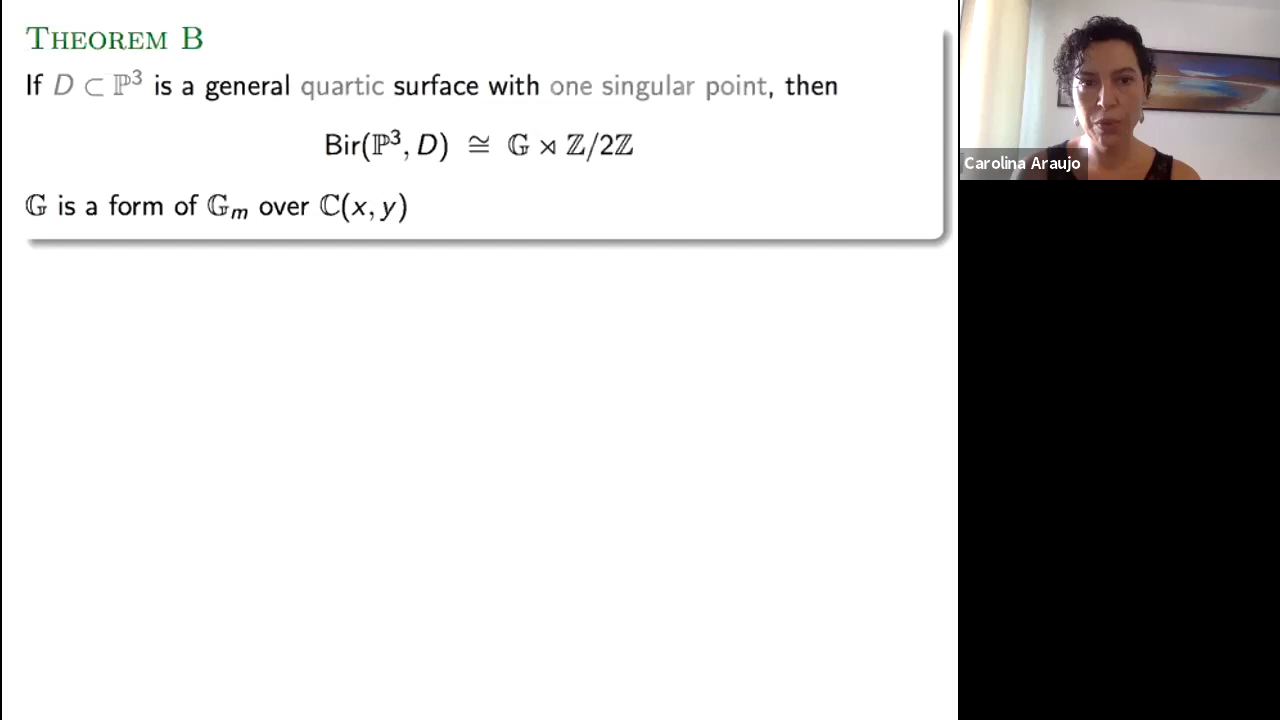 THEOREM B
If D ⊂ ℙ³ is a general quartic surface with one singular point, then
Bir(ℙ³, D) ≅ 𝔾 ⋊ ℤ/2ℤ
𝔾 is a form of 𝔾ₘ over ℂ(x, y)
Carolina Araujo